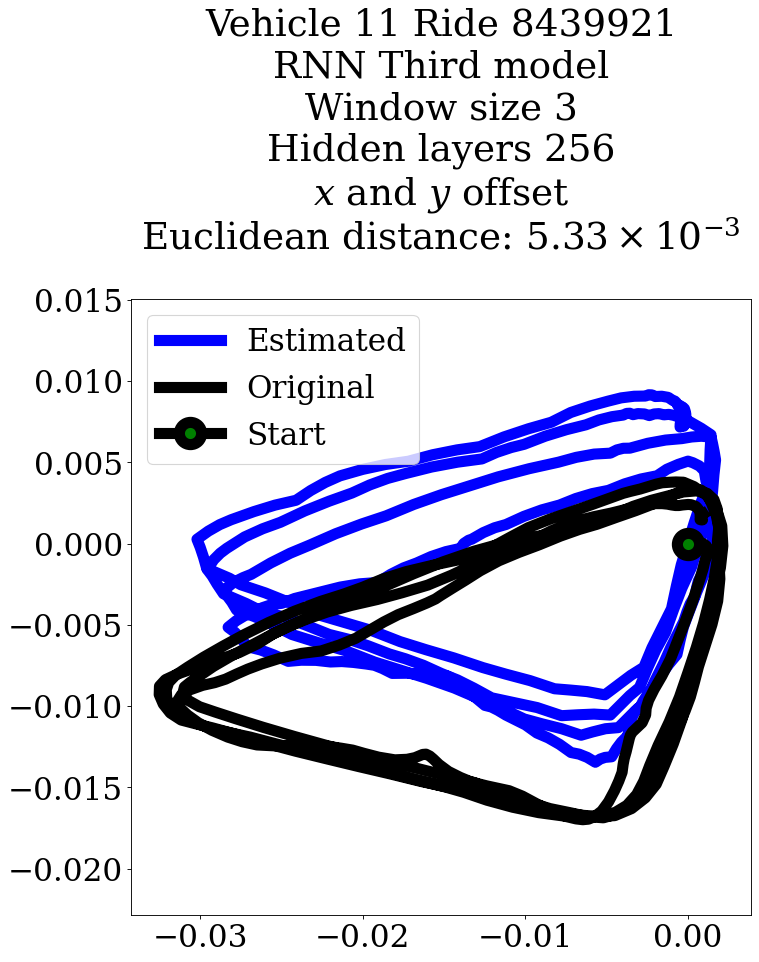 Vehicle 11 Ride 8439921
RNN Third model
Window size 3
Hidden layers 256
x and y offset
Euclidean distance: 5.33 × 10⁻³
0.015
0.010
0.005
0.000
−0.005
−0.010
−0.015
−0.020
Estimated
Original
Start
−0.03 −0.02 −0.01 0.00